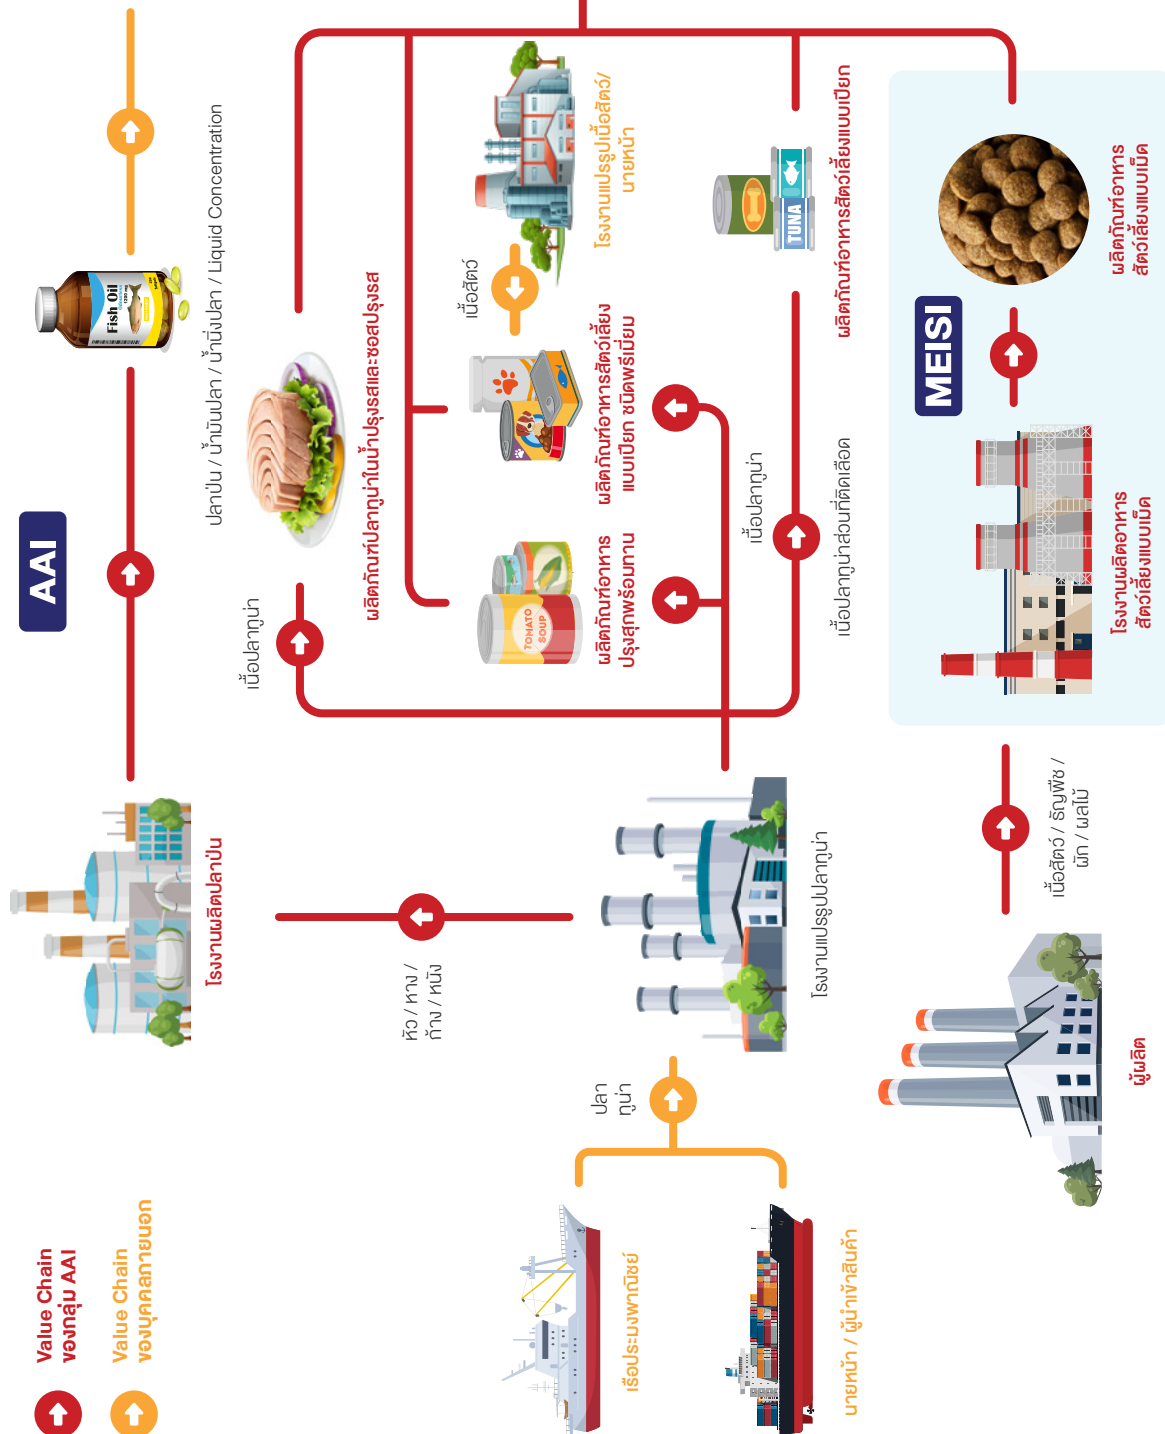 Value Chain
ของกลุ่ม AAI
Value Chain
ของบุคคลภายนอก
AAI
โรงงานผลิตปลาป่น
Fish Oil
1200 mg
ปลาป่น / น้ำมันปลา / น้ำนึ่งปลา / Liquid Concentration
หัว / หาง /
ก้าง / หนัง
เนื้อปลาทูน่า
ผลิตภัณฑ์ปลาทูน่าในน้ำปรุงรสและซอสปรุงรส
เรือประมงพาณิชย์
นายหน้า / ผู้นำเข้าสินค้า
ปลา
ทูน่า
โรงงานแปรรูปปลาทูน่า
TOMATO
SOUP
ผลิตภัณฑ์อาหาร
ปรุงสุกพร้อมทาน
ผลิตภัณฑ์อาหารสัตว์เลี้ยง
แบบเปียก ชนิดพรีเมี่ยม
เนื้อสัตว์
โรงงานแปรรูปเนื้อสัตว์/
นายหน้า
เนื้อปลาทูน่า
เนื้อปลาทูน่าส่วนที่ติดเลือด
TUNA
ผลิตภัณฑ์อาหารสัตว์เลี้ยงแบบเปียก
MEISI
ผู้ผลิต
เนื้อสัตว์ / ธัญพืช /
ผัก / ผลไม้
โรงงานผลิตอาหาร
สัตว์เลี้ยงแบบเม็ด
ผลิตภัณฑ์อาหาร
สัตว์เลี้ยงแบบเม็ด